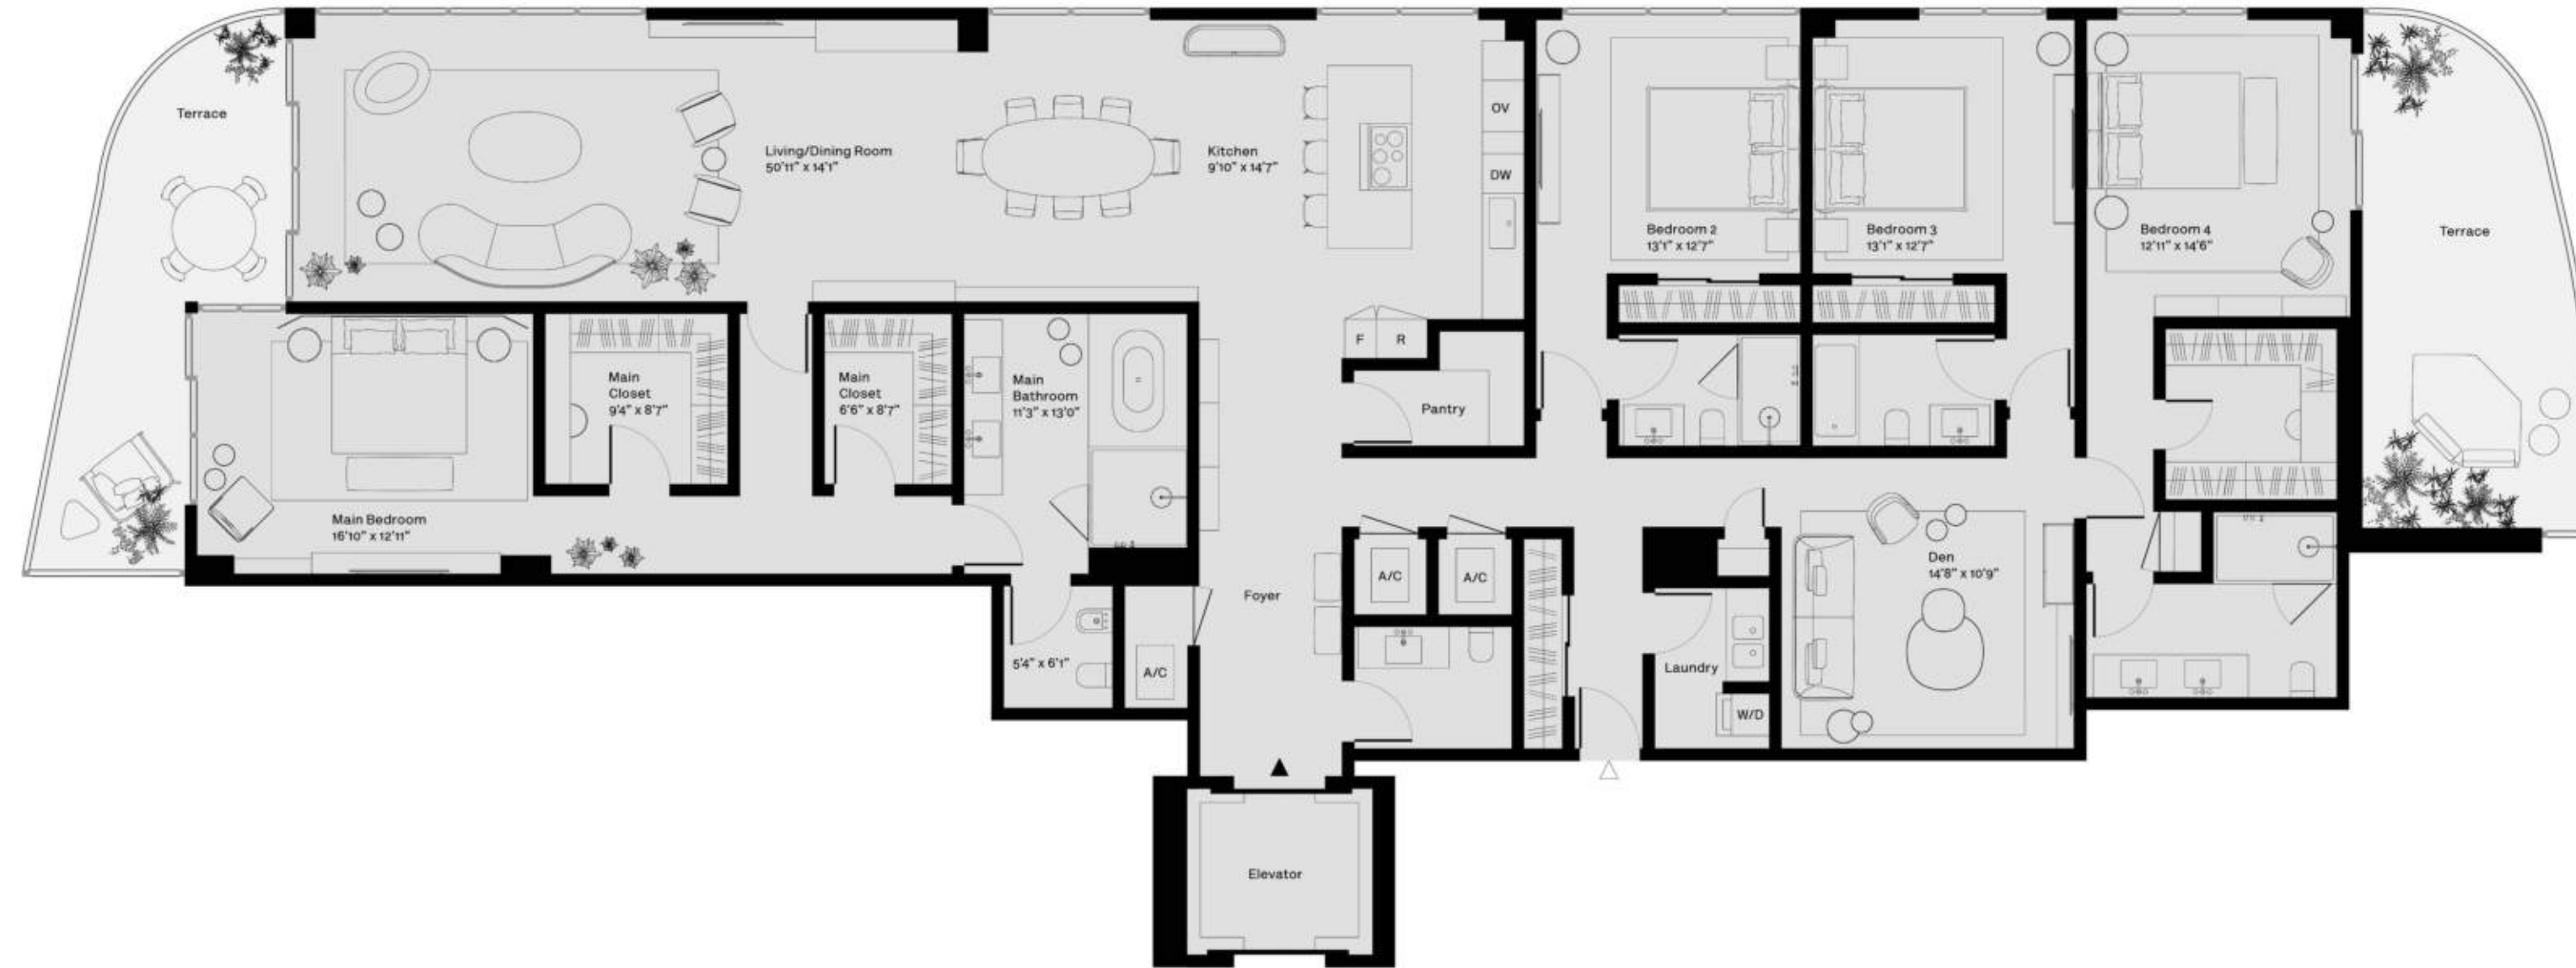 Terrace
Living/Dining Room
50'11" x 14'1"
Kitchen
9'10" x 14'7"
OV
DW
Bedroom 2
13'1" x 12'7"
Bedroom 3
13'1" x 12'7"
Bedroom 4
12'11" x 14'6"
Terrace
F
R
Main
Closet
9'4" x 8'7"
Main
Closet
6'6" x 8'7"
Main
Bathroom
11'3" x 13'0"
Pantry
Main Bedroom
16'10" x 12'11"
Foyer
A/C
A/C
Den
14'8" x 10'9"
5'4" x 6'1"
A/C
Laundry
W/D
Elevator